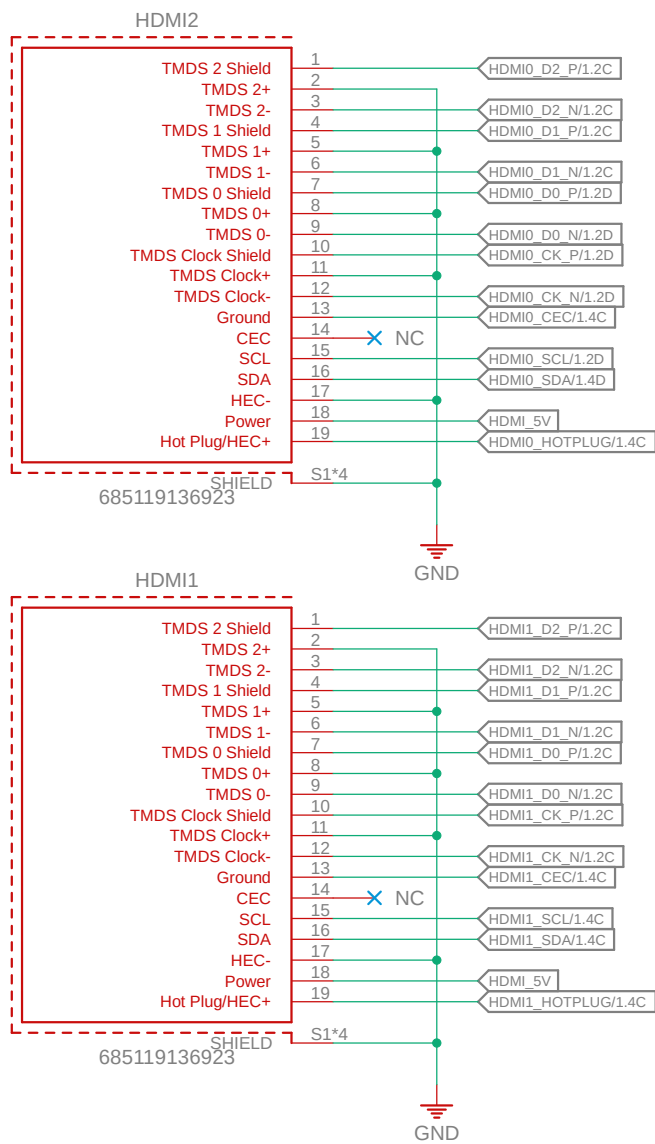 HDMI2
TMDS 2 Shield 1 HDMI0_D2_P/1.2C
TMDS 2+ 2
TMDS 2- 3 HDMI0_D2_N/1.2C
TMDS 1 Shield 4 HDMI0_D1_P/1.2C
TMDS 1+ 5
TMDS 1- 6 HDMI0_D1_N/1.2C
TMDS 0 Shield 7 HDMI0_D0_P/1.2D
TMDS 0+ 8
TMDS 0- 9 HDMI0_D0_N/1.2D
TMDS Clock Shield 10 HDMI0_CK_P/1.2D
TMDS Clock+ 11
TMDS Clock- 12 HDMI0_CK_N/1.2D
Ground 13 HDMI0_CEC/1.4C
CEC 14 NC
SCL 15 HDMI0_SCL/1.2D
SDA 16 HDMI0_SDA/1.4D
HEC- 17
Power 18 HDMI_5V
Hot Plug/HEC+ 19 HDMI0_HOTPLUG/1.4C
SHIELD S1*4
685119136923
GND
HDMI1
TMDS 2 Shield 1 HDMI1_D2_P/1.2C
TMDS 2+ 2
TMDS 2- 3 HDMI1_D2_N/1.2C
TMDS 1 Shield 4 HDMI1_D1_P/1.2C
TMDS 1+ 5
TMDS 1- 6 HDMI1_D1_N/1.2C
TMDS 0 Shield 7 HDMI1_D0_P/1.2C
TMDS 0+ 8
TMDS 0- 9 HDMI1_D0_N/1.2C
TMDS Clock Shield 10 HDMI1_CK_P/1.2C
TMDS Clock+ 11
TMDS Clock- 12 HDMI1_CK_N/1.2C
Ground 13 HDMI1_CEC/1.4C
CEC 14 NC
SCL 15 HDMI1_SCL/1.4C
SDA 16 HDMI1_SDA/1.4C
HEC- 17
Power 18 HDMI_5V
Hot Plug/HEC+ 19 HDMI1_HOTPLUG/1.4C
SHIELD S1*4
685119136923
GND